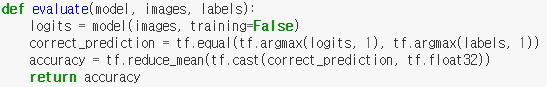 def evaluate(model, images, labels):
    logits = model(images, training=False)
    correct_prediction = tf.equal(tf.argmax(logits, 1), tf.argmax(labels, 1))
    accuracy = tf.reduce_mean(tf.cast(correct_prediction, tf.float32))
    return accuracy